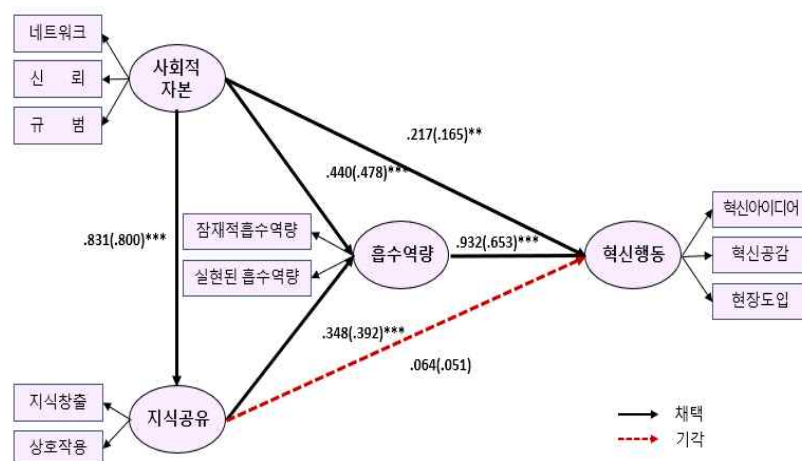 네트워크
신 뢰
규 범
사회적
자본
.217(.165)**
.440(.478)***
.831(.800)***
잠재적흡수역량
실현된 흡수역량
흡수역량
.932(.653)***
혁신행동
혁신아이디어
혁신공감
현장도입
.348(.392)***
.064(.051)
지식창출
상호작용
지식공유
채택
기각